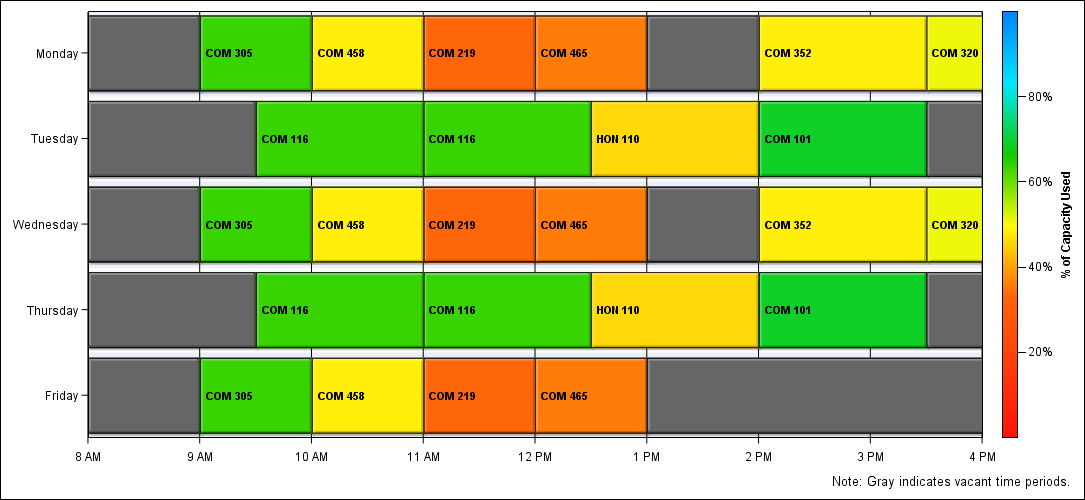 Monday COM 305 COM 458 COM 219 COM 465 COM 352 COM 320
80%
Tuesday COM 116 COM 116 HON 110 COM 101
60%
Wednesday COM 305 COM 458 COM 219 COM 465 COM 352 COM 320
% of Capacity Used
40%
Thursday COM 116 COM 116 HON 110 COM 101
20%
Friday COM 305 COM 458 COM 219 COM 465
8 AM 9 AM 10 AM 11 AM 12 PM 1 PM 2 PM 3 PM 4 PM
Note: Gray indicates vacant time periods.